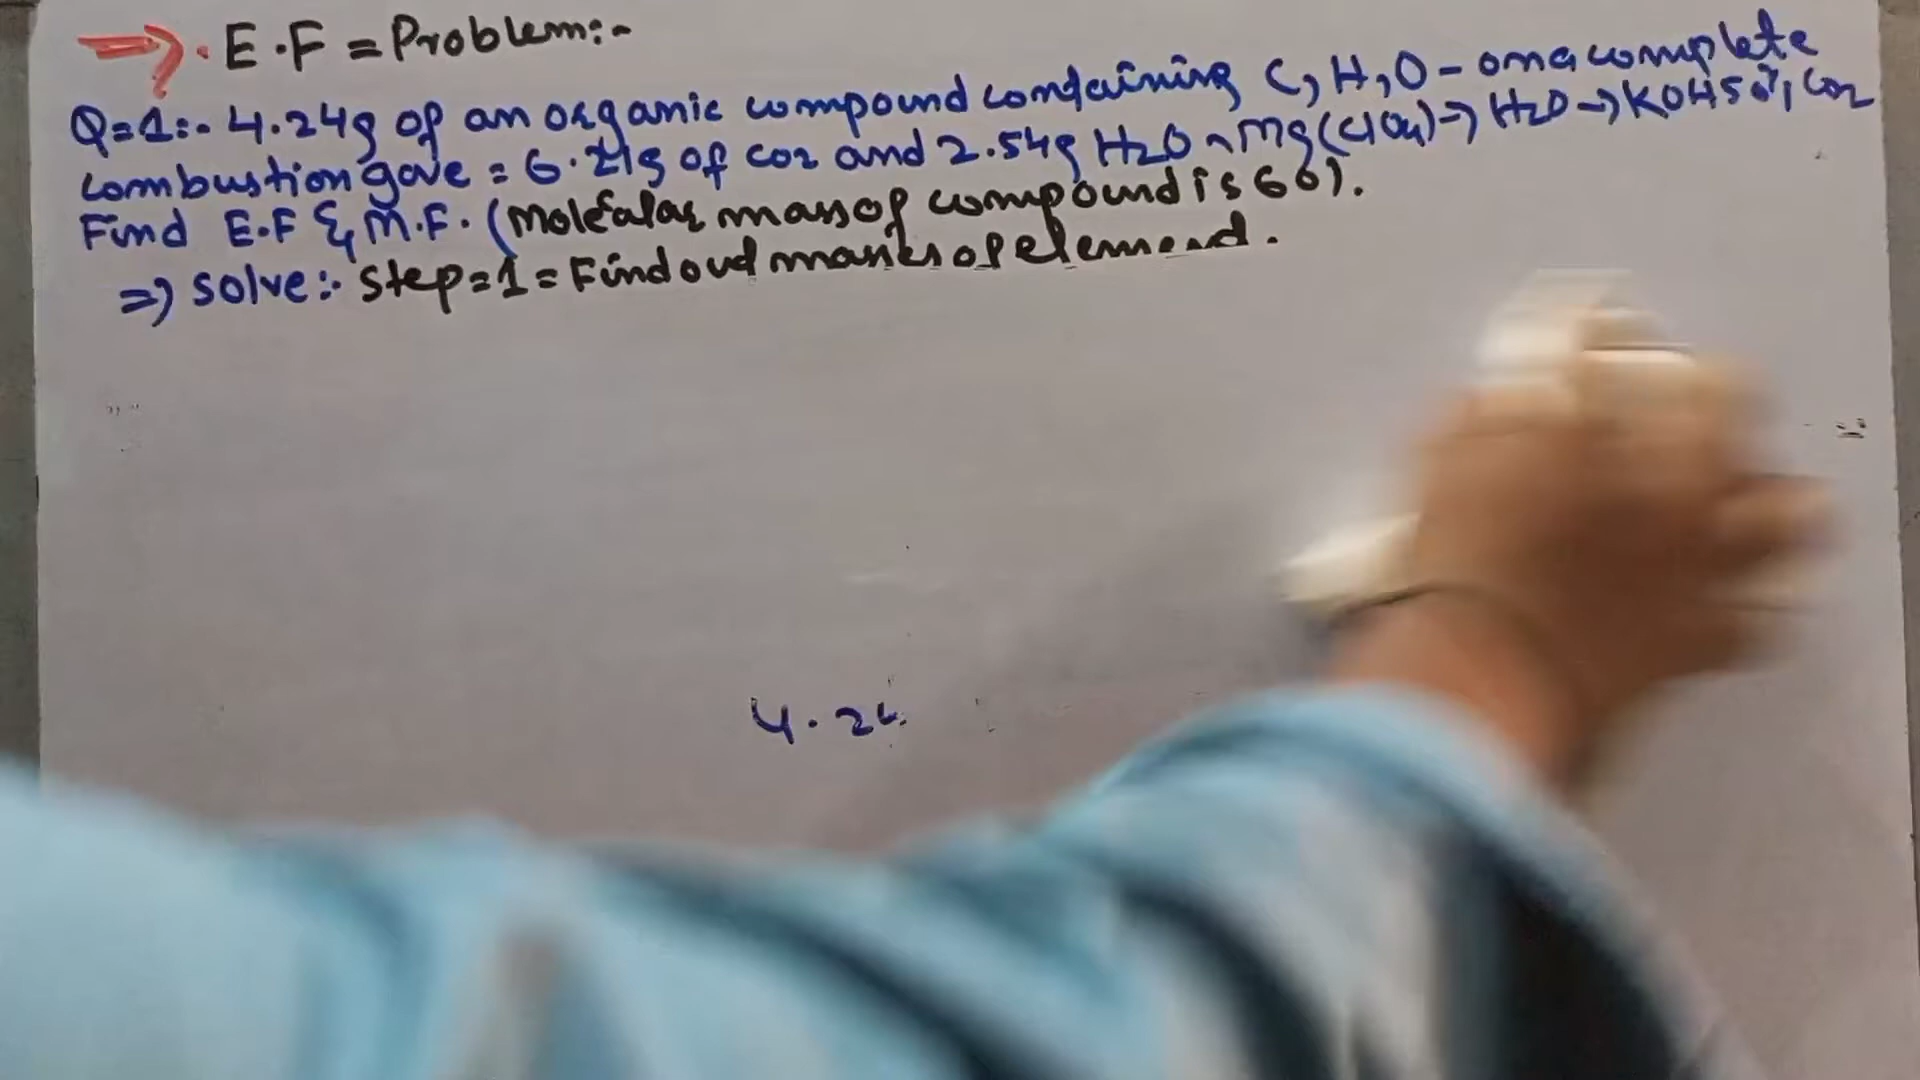 E.F = Problem:-
Q=1:- 4.24g of an organic compound containing C, H, O - on a complete
combustion gave = 6.21g of co2 and 2.54g H2O Mg(ClO4) → H2O → KOH 50% CO2
Find E.F & M.F. (Molecular mass of compound is 60).
⇒ Solve:- Step=1 = Find out masses of elemend.
4.24